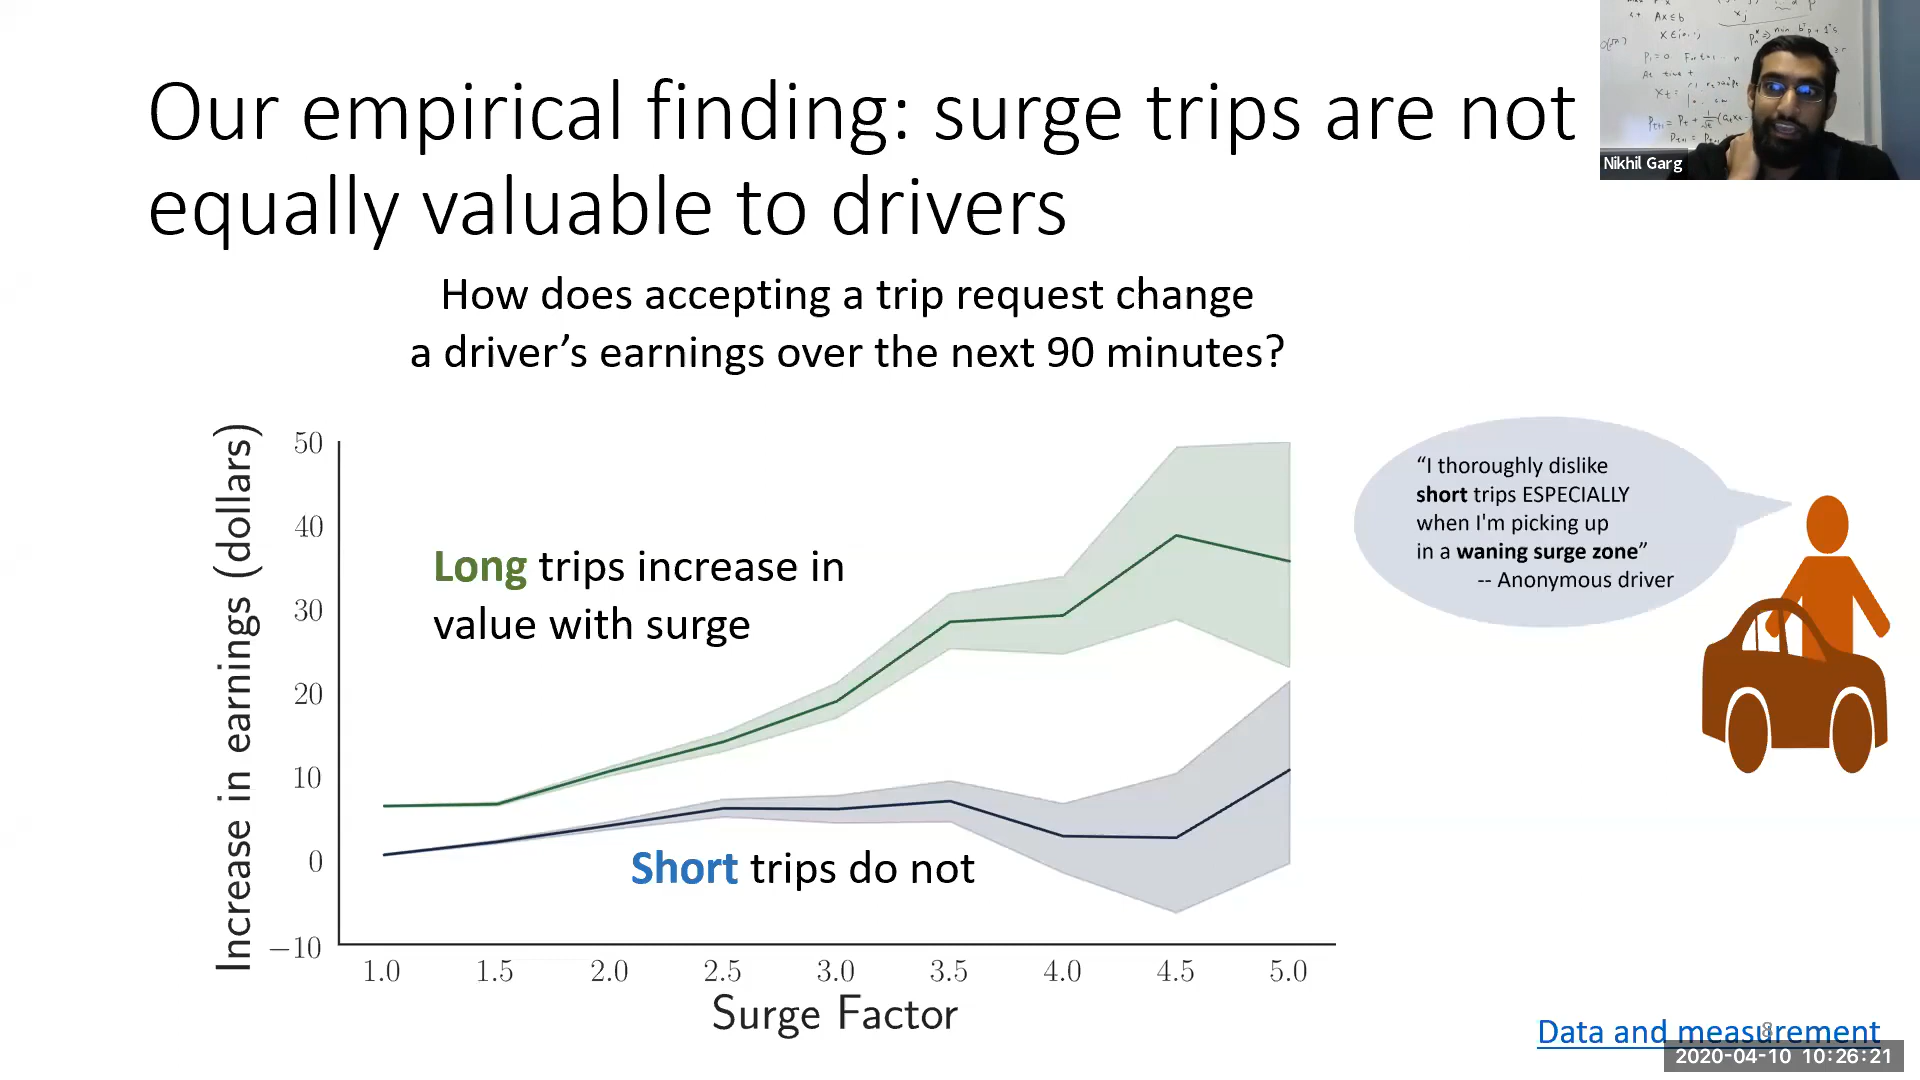 Our empirical finding: surge trips are not
equally valuable to drivers
Nikhil Garg
How does accepting a trip request change
a driver’s earnings over the next 90 minutes?
Increase in earnings (dollars)
50
40
30
20
10
0
−10
Long trips increase in
value with surge
Short trips do not
1.0 1.5 2.0 2.5 3.0 3.5 4.0 4.5 5.0
Surge Factor
“I thoroughly dislike
short trips ESPECIALLY
when I'm picking up
in a waning surge zone”
-- Anonymous driver
Data and measurement
8
2020-04-10 10:26:21